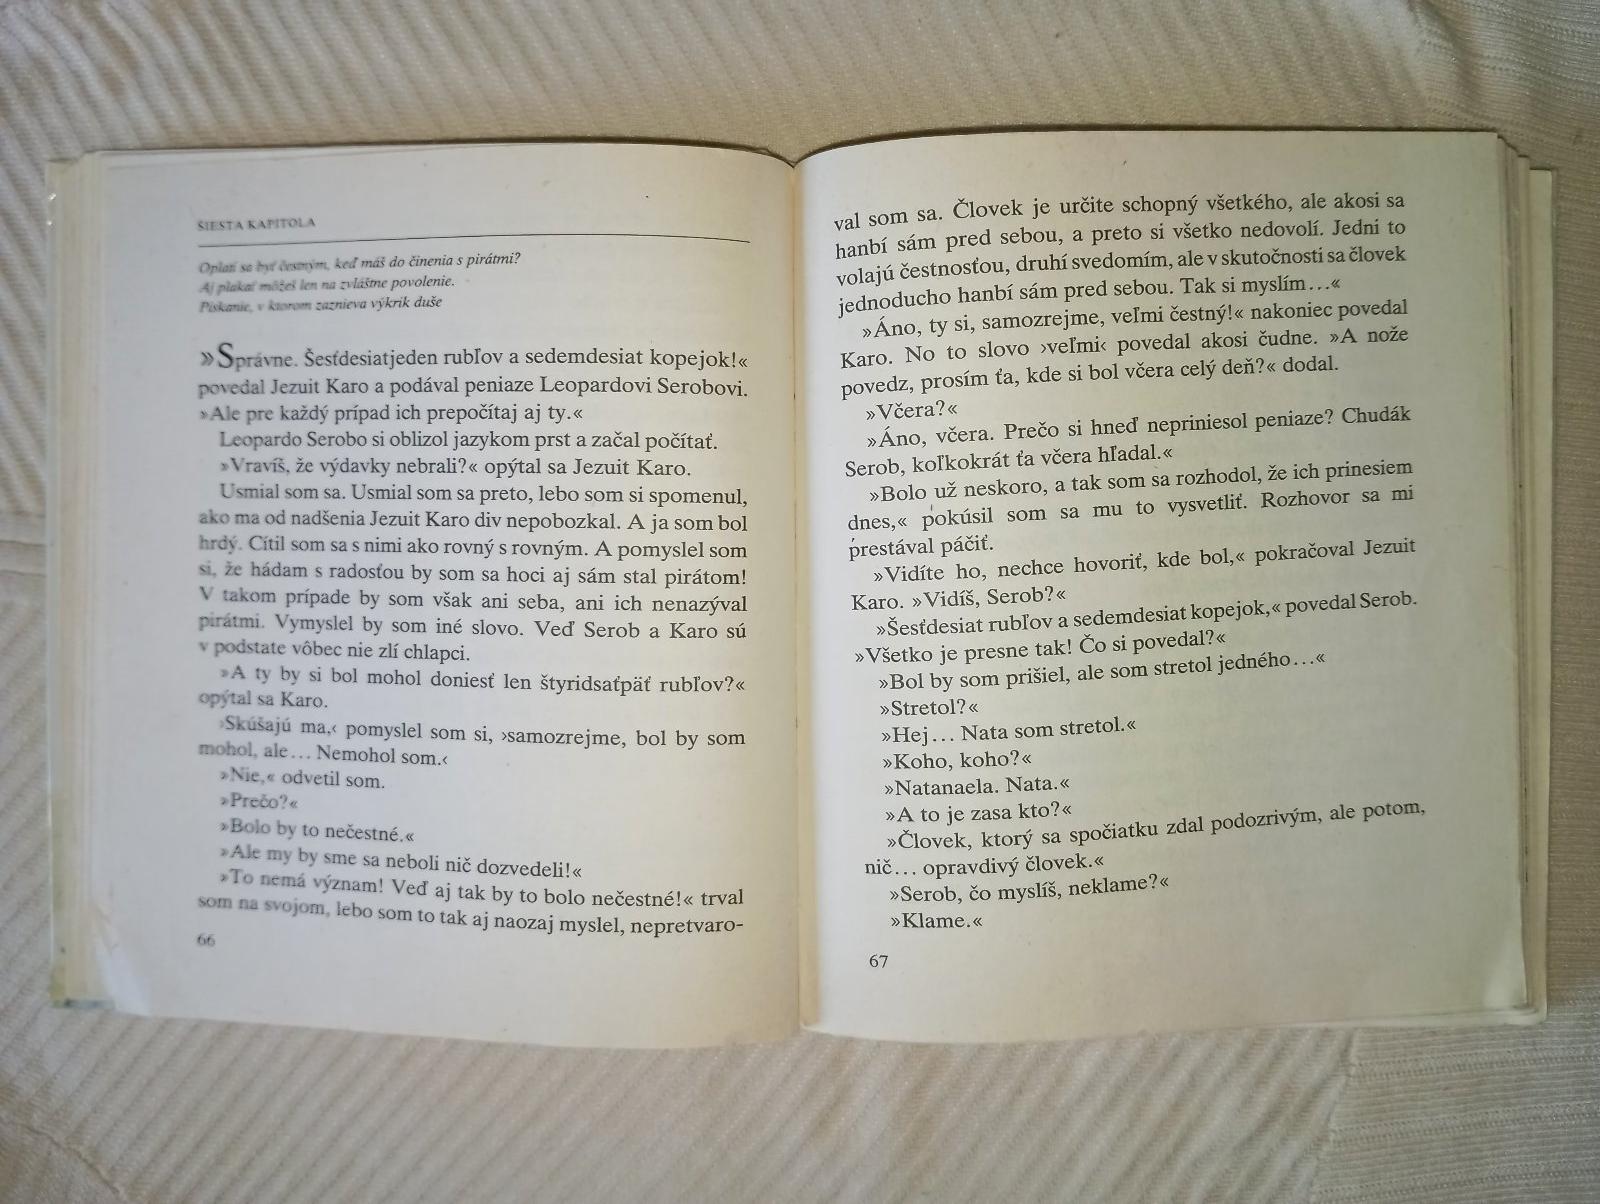 ŠIESTA KAPITOLA
Oplatí sa byť čestným, keď máš do činenia s pirátmi?
Aj plakať môžeš len na zvláštne povolenie.
Pískanie, v ktorom zaznieva výkrik duše
»Správne. Šesťdesiatjeden rubľov a sedemdesiat kopejok!«
povedal Jezuit Karo a podával peniaze Leopardovi Serobovi.
»Ale pre každý prípad ich prepočítaj aj ty.«
Leopardo Serobo si oblizol jazykom prst a začal počítať.
»Vravíš, že výdavky nebrali?« opýtal sa Jezuit Karo.
Usmial som sa. Usmial som sa preto, lebo som si spomenul,
ako ma od nadšenia Jezuit Karo div nepobozkal. A ja som bol
hrdý. Cítil som sa s nimi ako rovný s rovným. A pomyslel som
si, že hádam s radosťou by som sa hoci aj sám stal pirátom!
V takom prípade by som však ani seba, ani ich nenazýval
pirátmi. Vymyslel by som iné slovo. Veď Serob a Karo sú
v podstate vôbec nie zlí chlapci.
»A ty by si bol mohol doniesť len štyridsaťpäť rubľov?«
opýtal sa Karo.
›Skúšajú ma,‹ pomyslel som si, ›samozrejme, bol by som
mohol, ale... Nemohol som.‹
»Nie,« odvetil som.
»Prečo?«
»Bolo by to nečestné.«
»Ale my by sme sa neboli nič dozvedeli!«
»To nemá význam! Veď aj tak by to bolo nečestné!« trval
som na svojom, lebo som to tak aj naozaj myslel, nepretvaro-
66
val som sa. Človek je určite schopný všetkého, ale akosi sa
hanbí sám pred sebou, a preto si všetko nedovolí. Jedni to
volajú čestnosťou, druhí svedomím, ale v skutočnosti sa človek
jednoducho hanbí sám pred sebou. Tak si myslím...«
»Áno, ty si, samozrejme, veľmi čestný!« nakoniec povedal
Karo. No to slovo ›veľmi‹ povedal akosi čudne. »A nože
povedz, prosím ťa, kde si bol včera celý deň?« dodal.
»Včera?«
»Áno, včera. Prečo si hneď nepriniesol peniaze? Chudák
Serob, koľkokrát ťa včera hľadal.«
»Bolo už neskoro, a tak som sa rozhodol, že ich prinesiem
dnes,« pokúsil som sa mu to vysvetliť. Rozhovor sa mi
prestával páčiť.
»Vidíte ho, nechce hovoriť, kde bol,« pokračoval Jezuit
Karo. »Vidíš, Serob?«
»Šesťdesiat rubľov a sedemdesiat kopejok,« povedal Serob.
»Všetko je presne tak! Čo si povedal?«
»Bol by som prišiel, ale som stretol jedného...«
»Stretol?«
»Hej... Nata som stretol.«
»Koho, koho?«
»Natanaela. Nata.«
»A to je zasa kto?«
»Človek, ktorý sa spočiatku zdal podozrivým, ale potom,
nič... opravdivý človek.«
»Serob, čo myslíš, neklame?«
»Klame.«
67